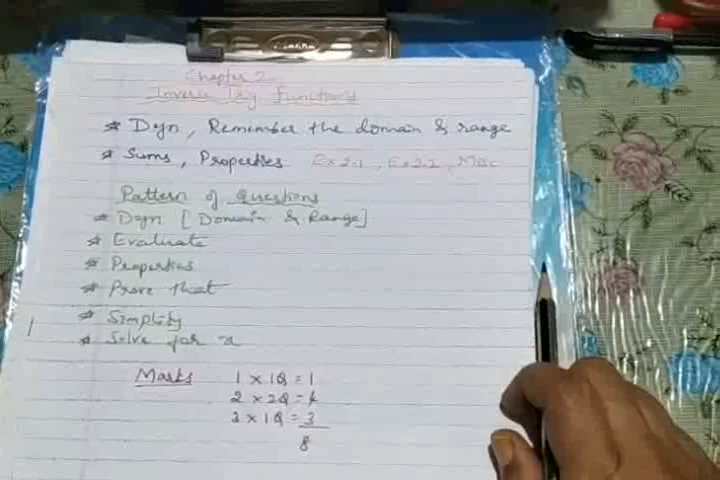 Chapter 2
Inverse Trig functions
* Defn, Remember the domain & range
* Sums, Properties Ex 2.1, Ex 2.2, Misc
Pattern of Questions
* Defn [Domain & Range]
* Evaluate
* Properties
* Prove that
* Simplify
* Solve for x
Marks 1 × 1Q = 1
2 × 2Q = 4
3 × 1Q = 3
8